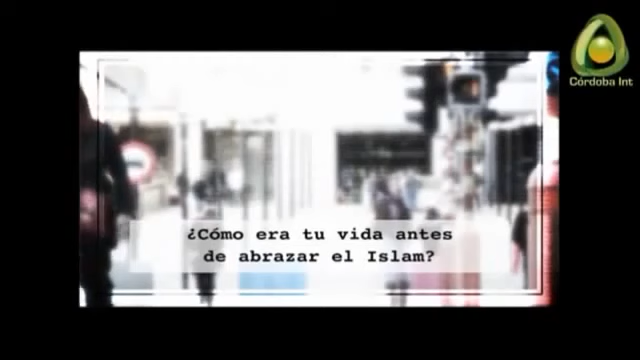 Córdoba Int
¿Cómo era tu vida antes
de abrazar el Islam?